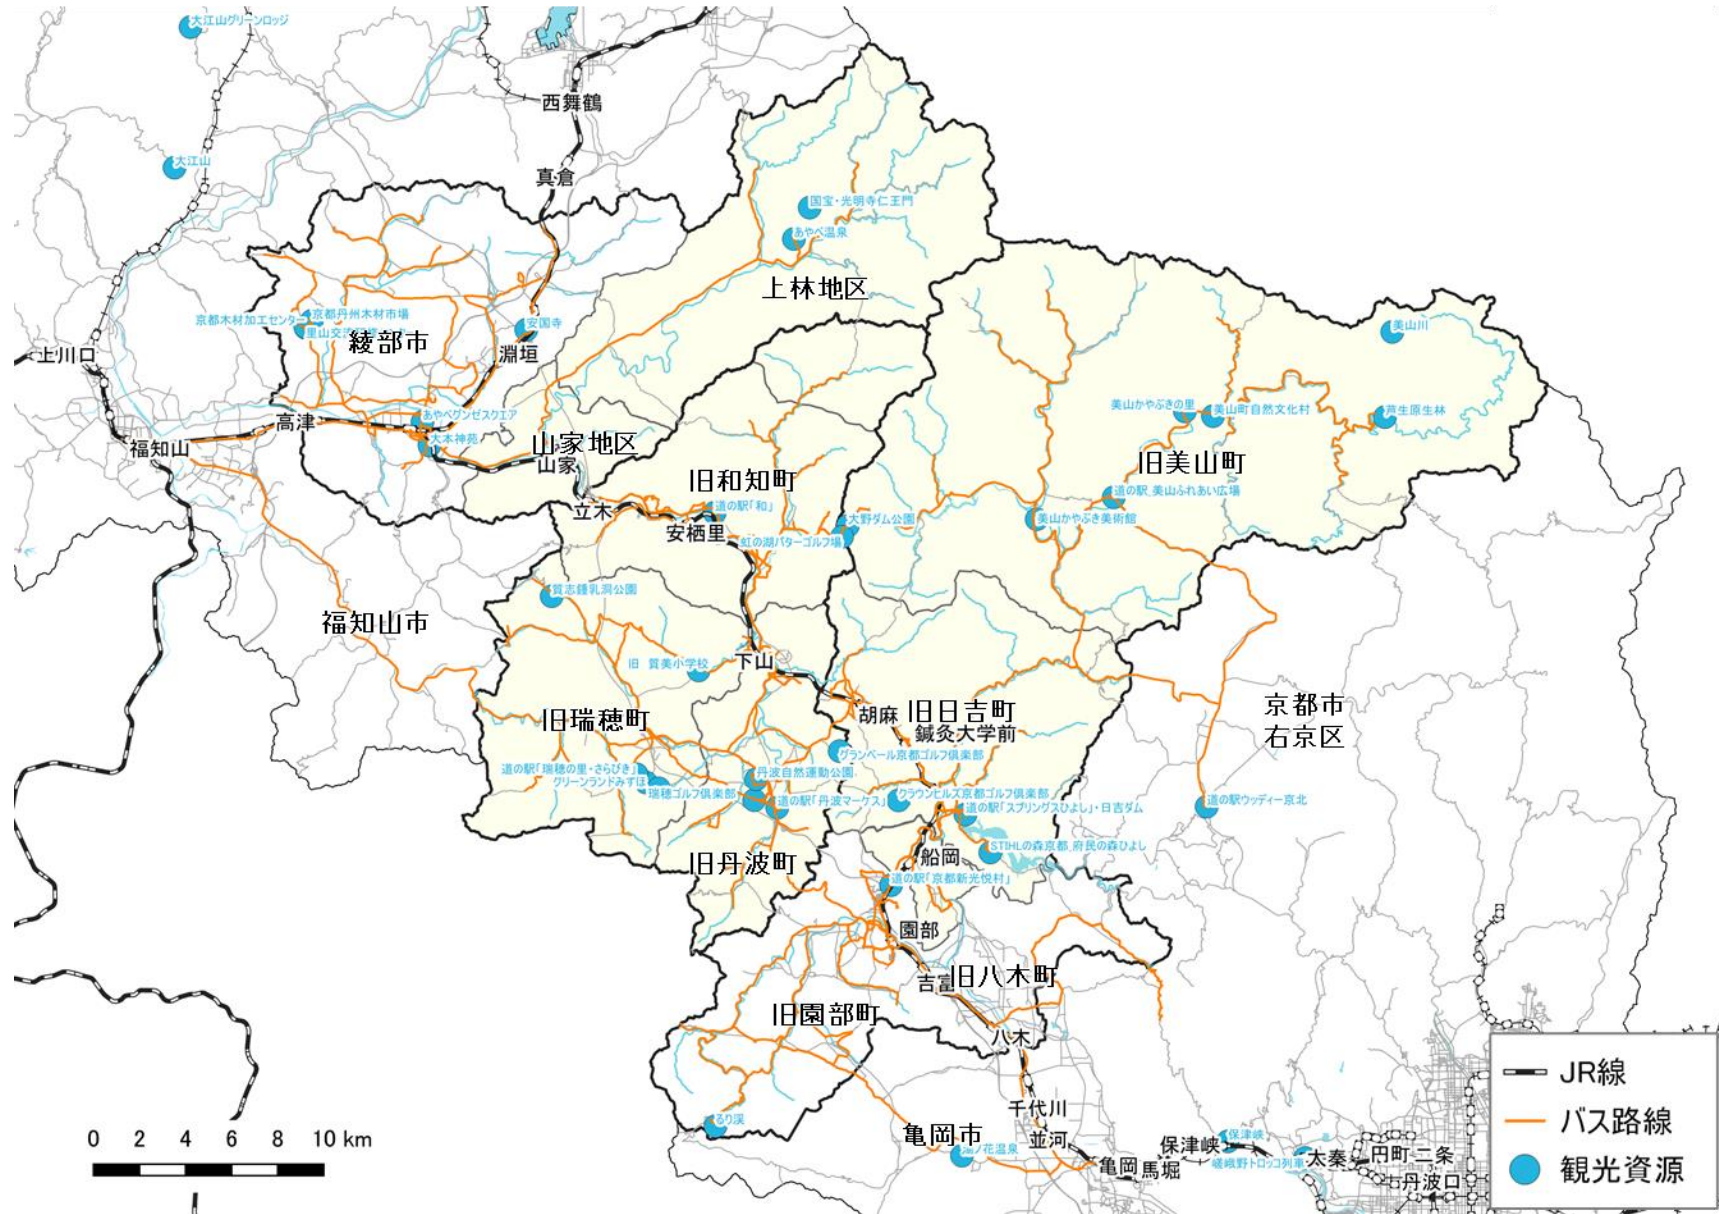 大江山グリーンロッジ
西舞鶴
大江山
真倉
国宝・光明寺仁王門
あやべ温泉
上林地区
京都木材加工センター
京都丹州木材市場
安国寺
美山川
綾部市
淵垣
上川口
あやべグンゼスクエア
美山かやぶきの里
美山町自然文化村
芦生原生林
高津
大本神苑
山家地区
福知山
山家
旧美山町
旧和知町
道の駅 美山ふれあい広場
道の駅「和」
立木
大野ダム公園
美山かやぶき美術館
安栖里
虹の湖パターゴルフ場
質志鍾乳洞公園
福知山市
旧 質美小学校
下山
旧瑞穂町
胡麻
旧日吉町
京都市
右京区
鍼灸大学前
グランベール京都ゴルフ倶楽部
道の駅「瑞穂の里・さらびき」
丹波自然運動公園
グリーンランドみずほ
瑞穂ゴルフ倶楽部
クラウンヒルズ京都ゴルフ倶楽部
道の駅「丹波マーケス」
道の駅「スプリングスひよし」・日吉ダム
道の駅ウッディー京北
STIHLの森京都 府民の森ひよし
船岡
旧丹波町
道の駅「京都新光悦村」
園部
吉富
旧八木町
旧園部町
八木
JR線
千代川
バス路線
るり渓
亀岡市
並河
保津峡
保津峡
0 2 4 6 8 10 km
亀岡
馬堀
嵯峨野トロッコ列車
太秦
円町
二条
観光資源
丹波口